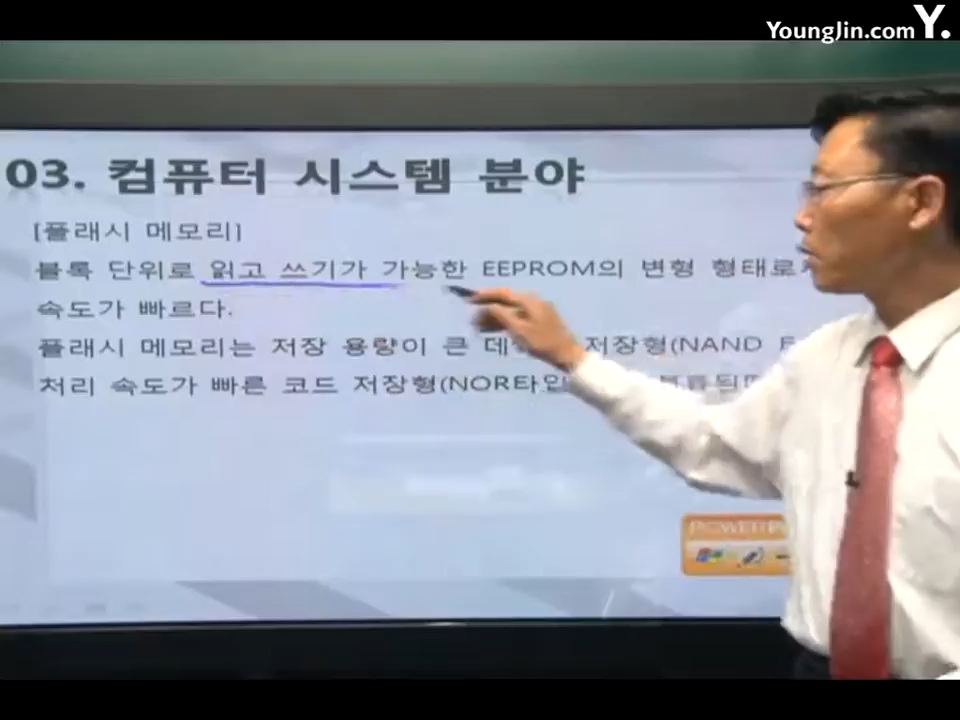 YoungJin.com Y.
03. 컴퓨터 시스템 분야
[플래시 메모리]
블록 단위로 읽고 쓰기가 가능한 EEPROM의 변형 형태로
속도가 빠르다.
플래시 메모리는 저장 용량이 큰 저장형(NAND
처리 속도가 빠른 코드 저장형(NOR타입